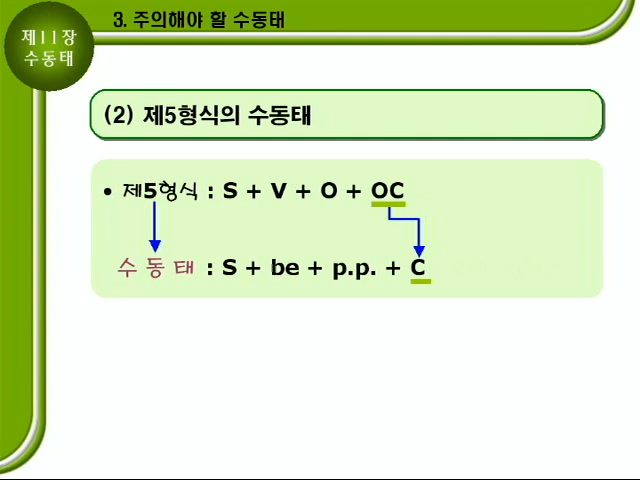 3. 주의해야 할 수동태
제11장
수동태
(2) 제5형식의 수동태
• 제5형식 : S + V + O + OC
수 동 태 : S + be + p.p. + C